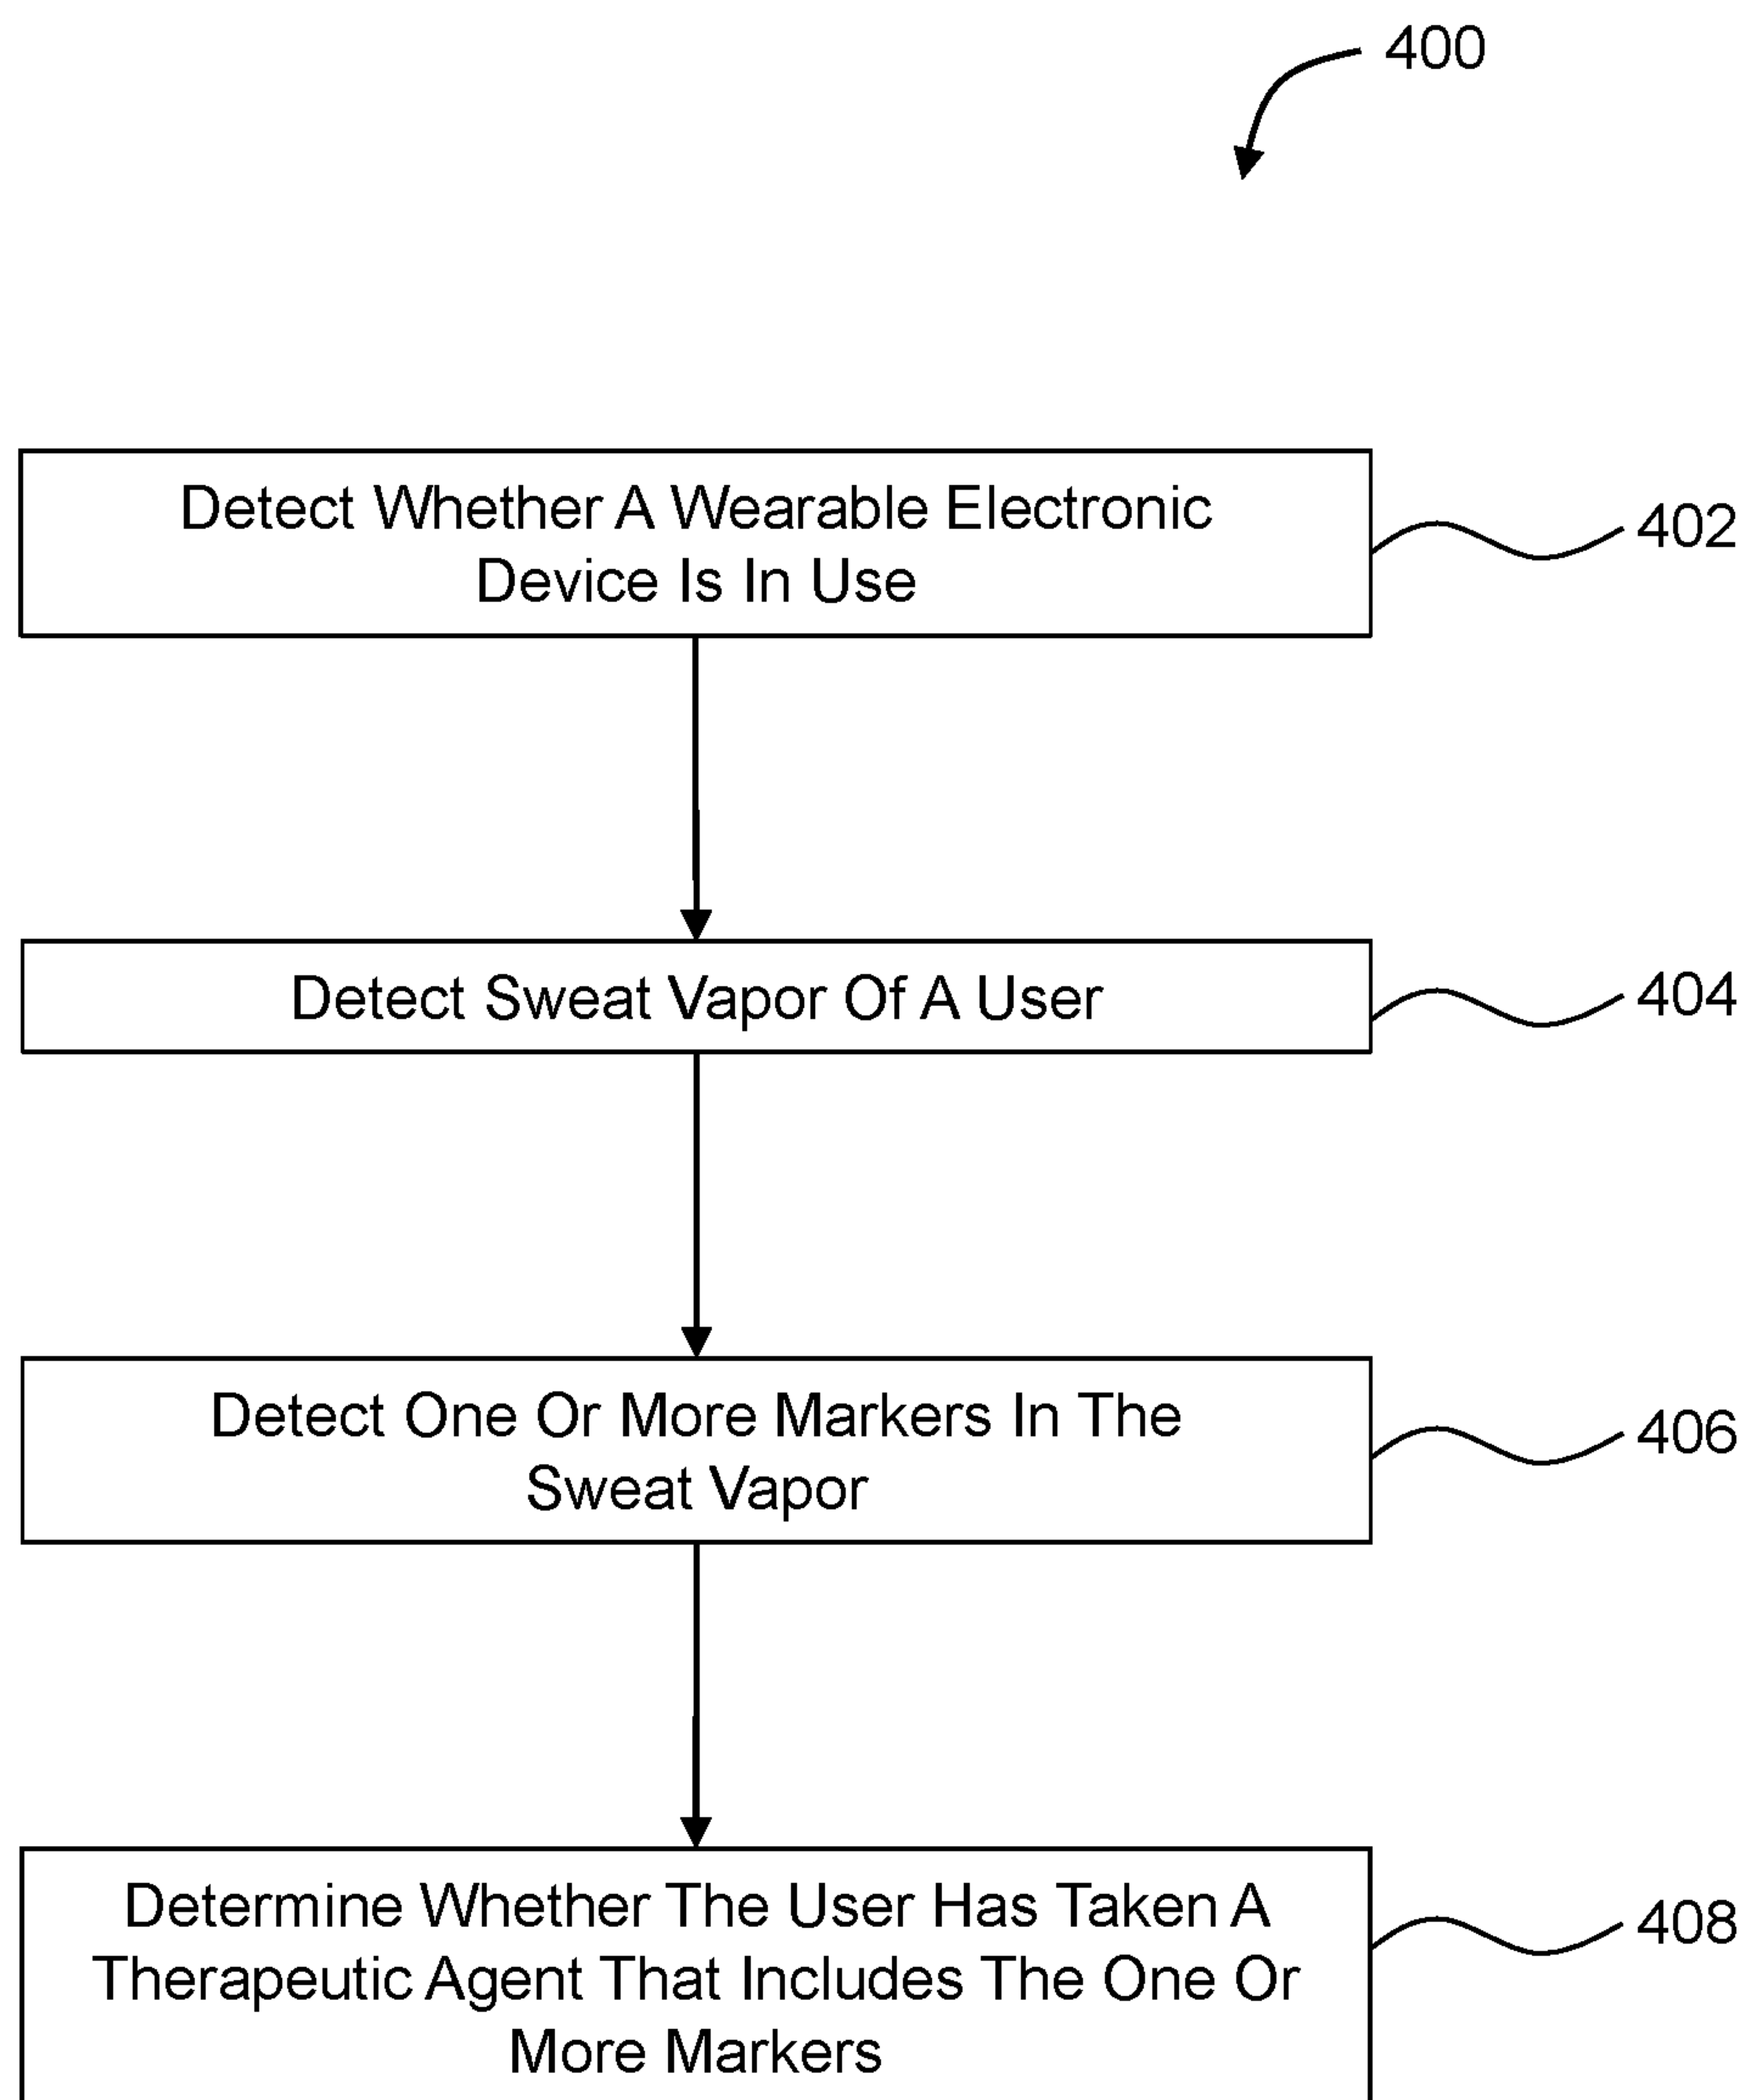 400
Detect Whether A Wearable Electronic
Device Is In Use
402
Detect Sweat Vapor Of A User
404
Detect One Or More Markers In The
Sweat Vapor
406
Determine Whether The User Has Taken A
Therapeutic Agent That Includes The One Or
More Markers
408